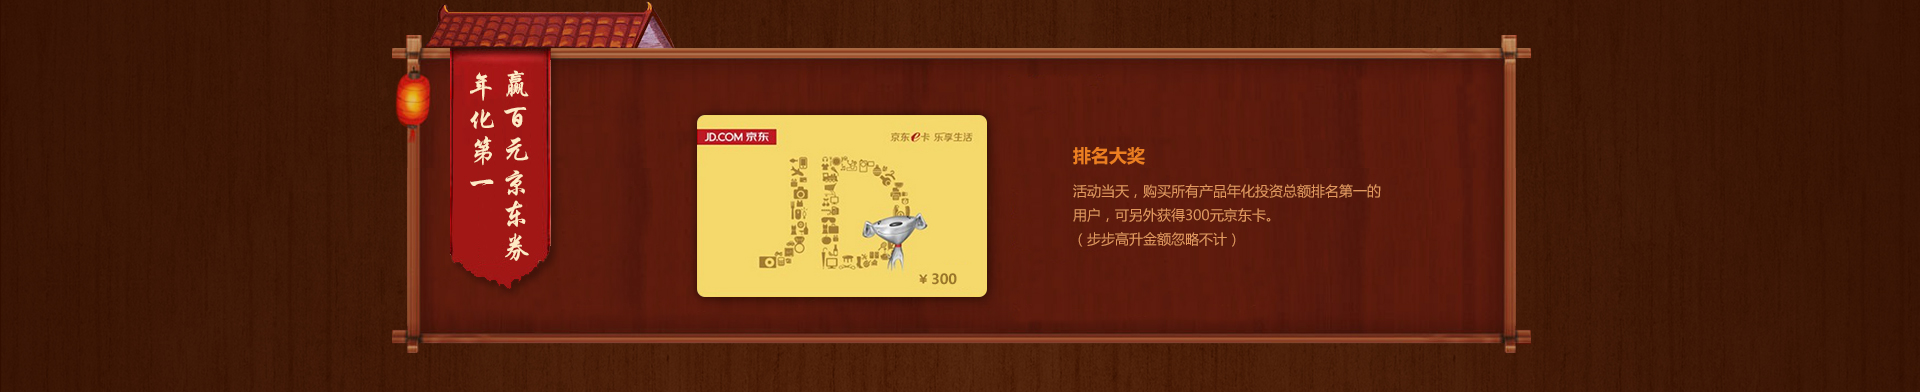 年化第一
赢百元京东券
JD.COM 京东
京东e卡 乐享生活
¥ 300
排名大奖
活动当天，购买所有产品年化投资总额排名第一的
用户，可另外获得300元京东卡。
（步步高升金额忽略不计）